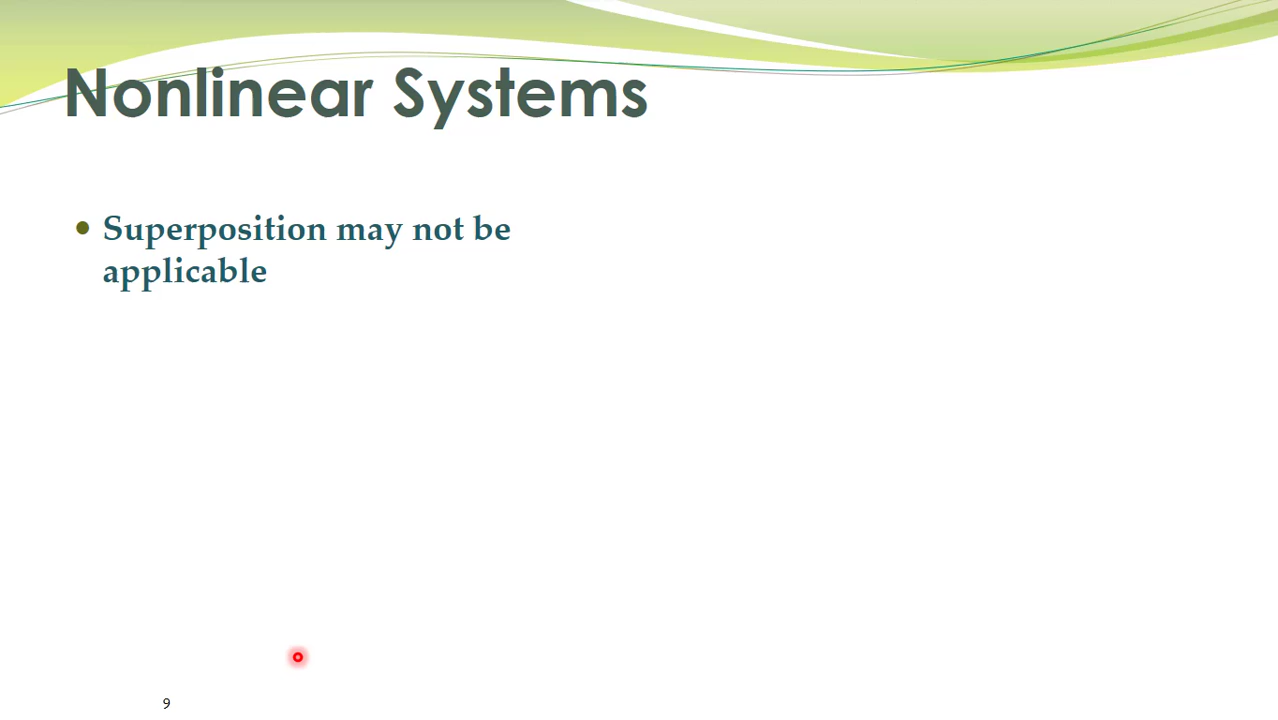 Nonlinear Systems
• Superposition may not be
applicable
9